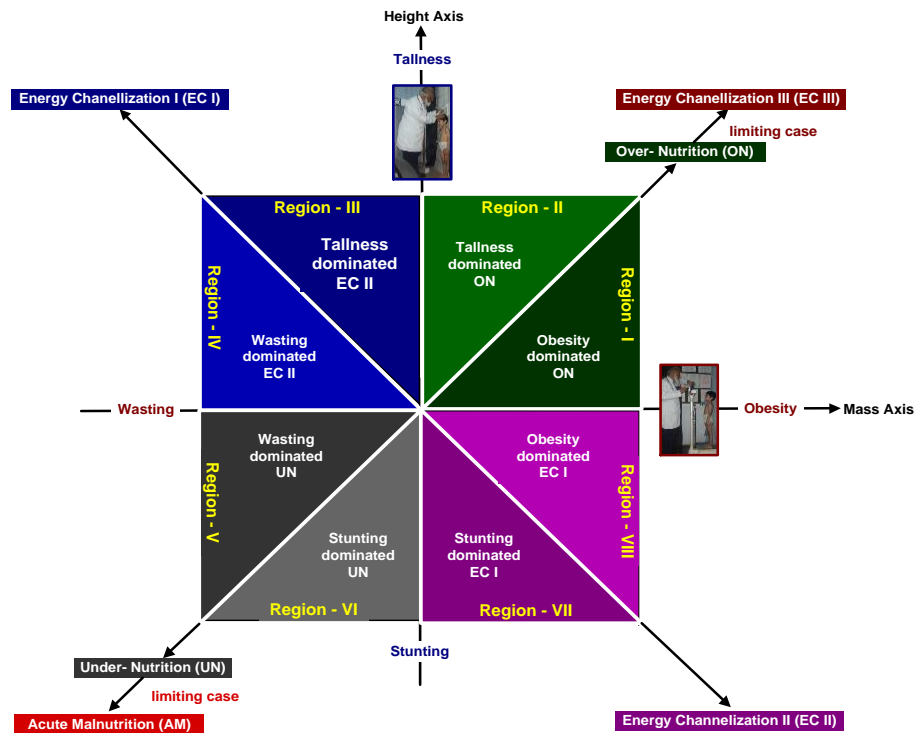 Height Axis
Tallness
Energy Chanellization I (EC I)
Energy Chanellization III (EC III)
limiting case
Over- Nutrition (ON)
Region - III
Region - II
Tallness
dominated
EC II
Tallness
dominated
ON
Region - IV
Region - I
Wasting
dominated
EC II
Obesity
dominated
ON
Wasting
Obesity
Mass Axis
Wasting
dominated
UN
Obesity
dominated
EC I
Region - V
Region - VIII
Stunting
dominated
UN
Stunting
dominated
EC I
Region - VI
Region - VII
Stunting
Under- Nutrition (UN)
limiting case
Acute Malnutrition (AM)
Energy Channelization II (EC II)